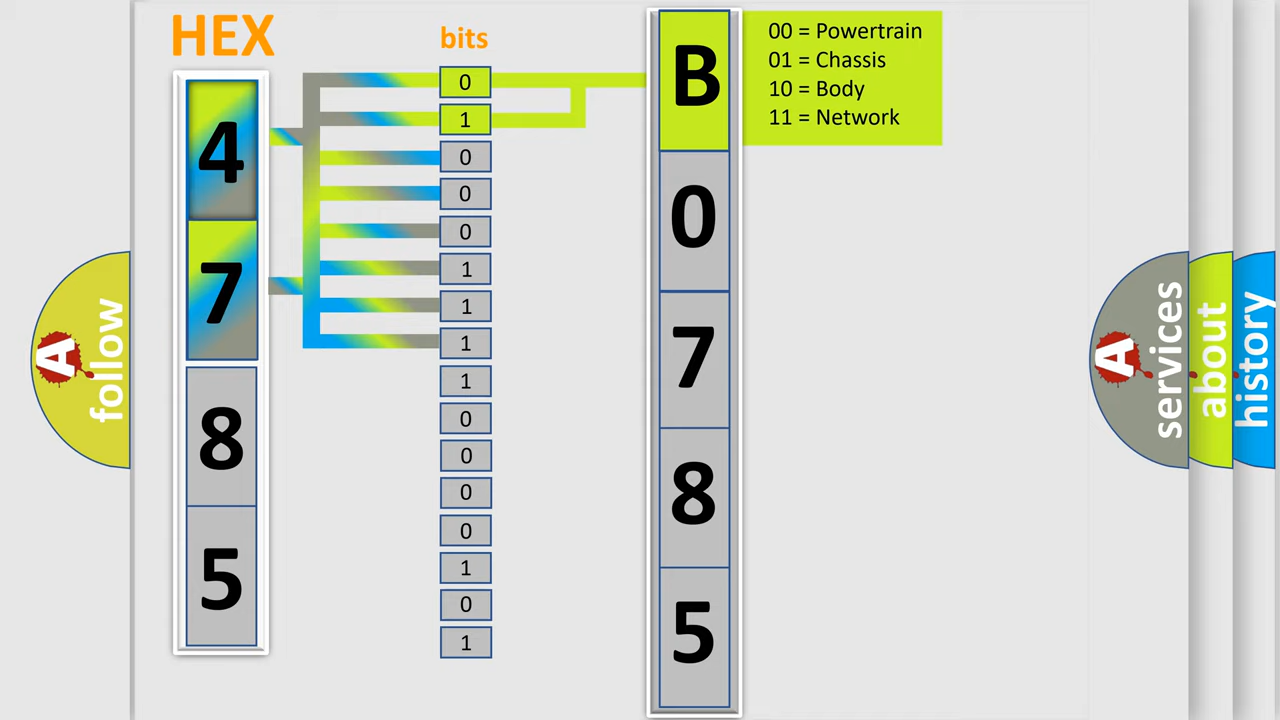 HEX
bits
4
7
8
5
0
1
0
0
0
1
1
1
1
0
0
0
0
1
0
1
B
0
7
8
5
00 = Powertrain
01 = Chassis
10 = Body
11 = Network
A follow
A services
about
history